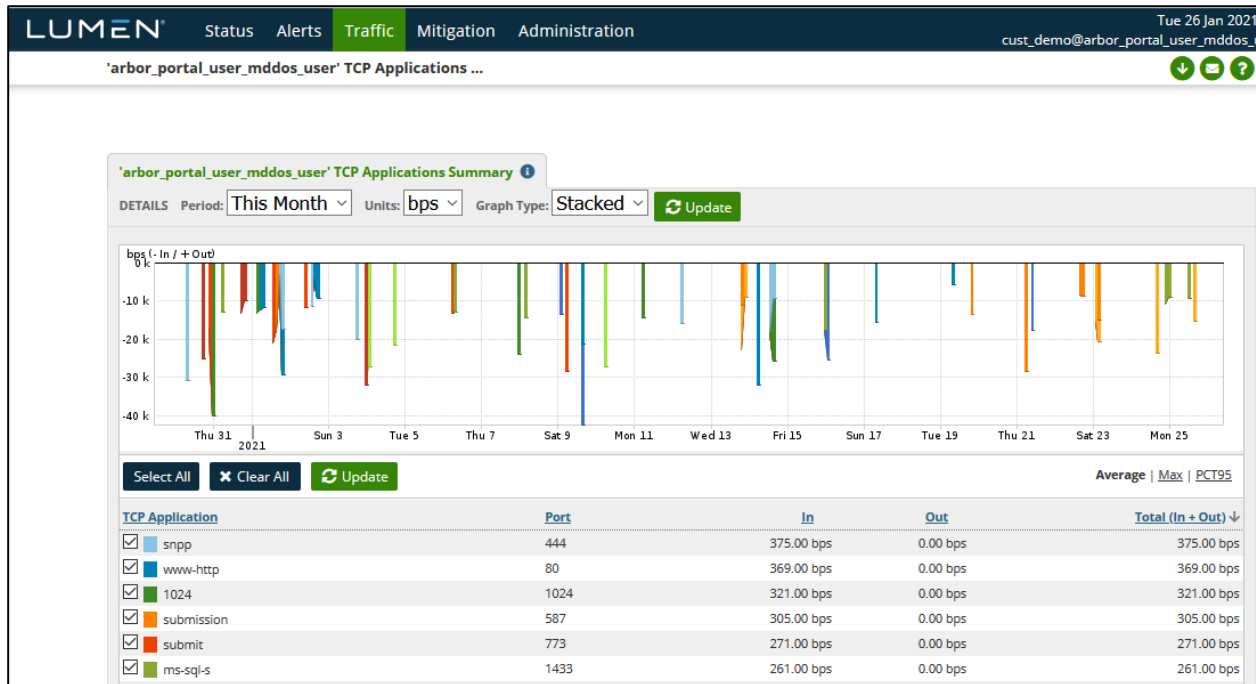 LUMEN Status Alerts Traffic Mitigation Administration Tue 26 Jan 2021
cust_demo@arbor_portal_user_mddos_
'arbor_portal_user_mddos_user' TCP Applications ...
'arbor_portal_user_mddos_user' TCP Applications Summary
DETAILS Period: This Month Units: bps Graph Type: Stacked Update
bps (- In / + Out)
0 k
-10 k
-20 k
-30 k
-40 k
Thu 31 Sun 3 Tue 5 Thu 7 Sat 9 Mon 11 Wed 13 Fri 15 Sun 17 Tue 19 Thu 21 Sat 23 Mon 25
2021
Select All Clear All Update Average | Max | PCT95
TCP Application Port In Out Total (In + Out)
snpp 444 375.00 bps 0.00 bps 375.00 bps
www-http 80 369.00 bps 0.00 bps 369.00 bps
1024 1024 321.00 bps 0.00 bps 321.00 bps
submission 587 305.00 bps 0.00 bps 305.00 bps
submit 773 271.00 bps 0.00 bps 271.00 bps
ms-sql-s 1433 261.00 bps 0.00 bps 261.00 bps